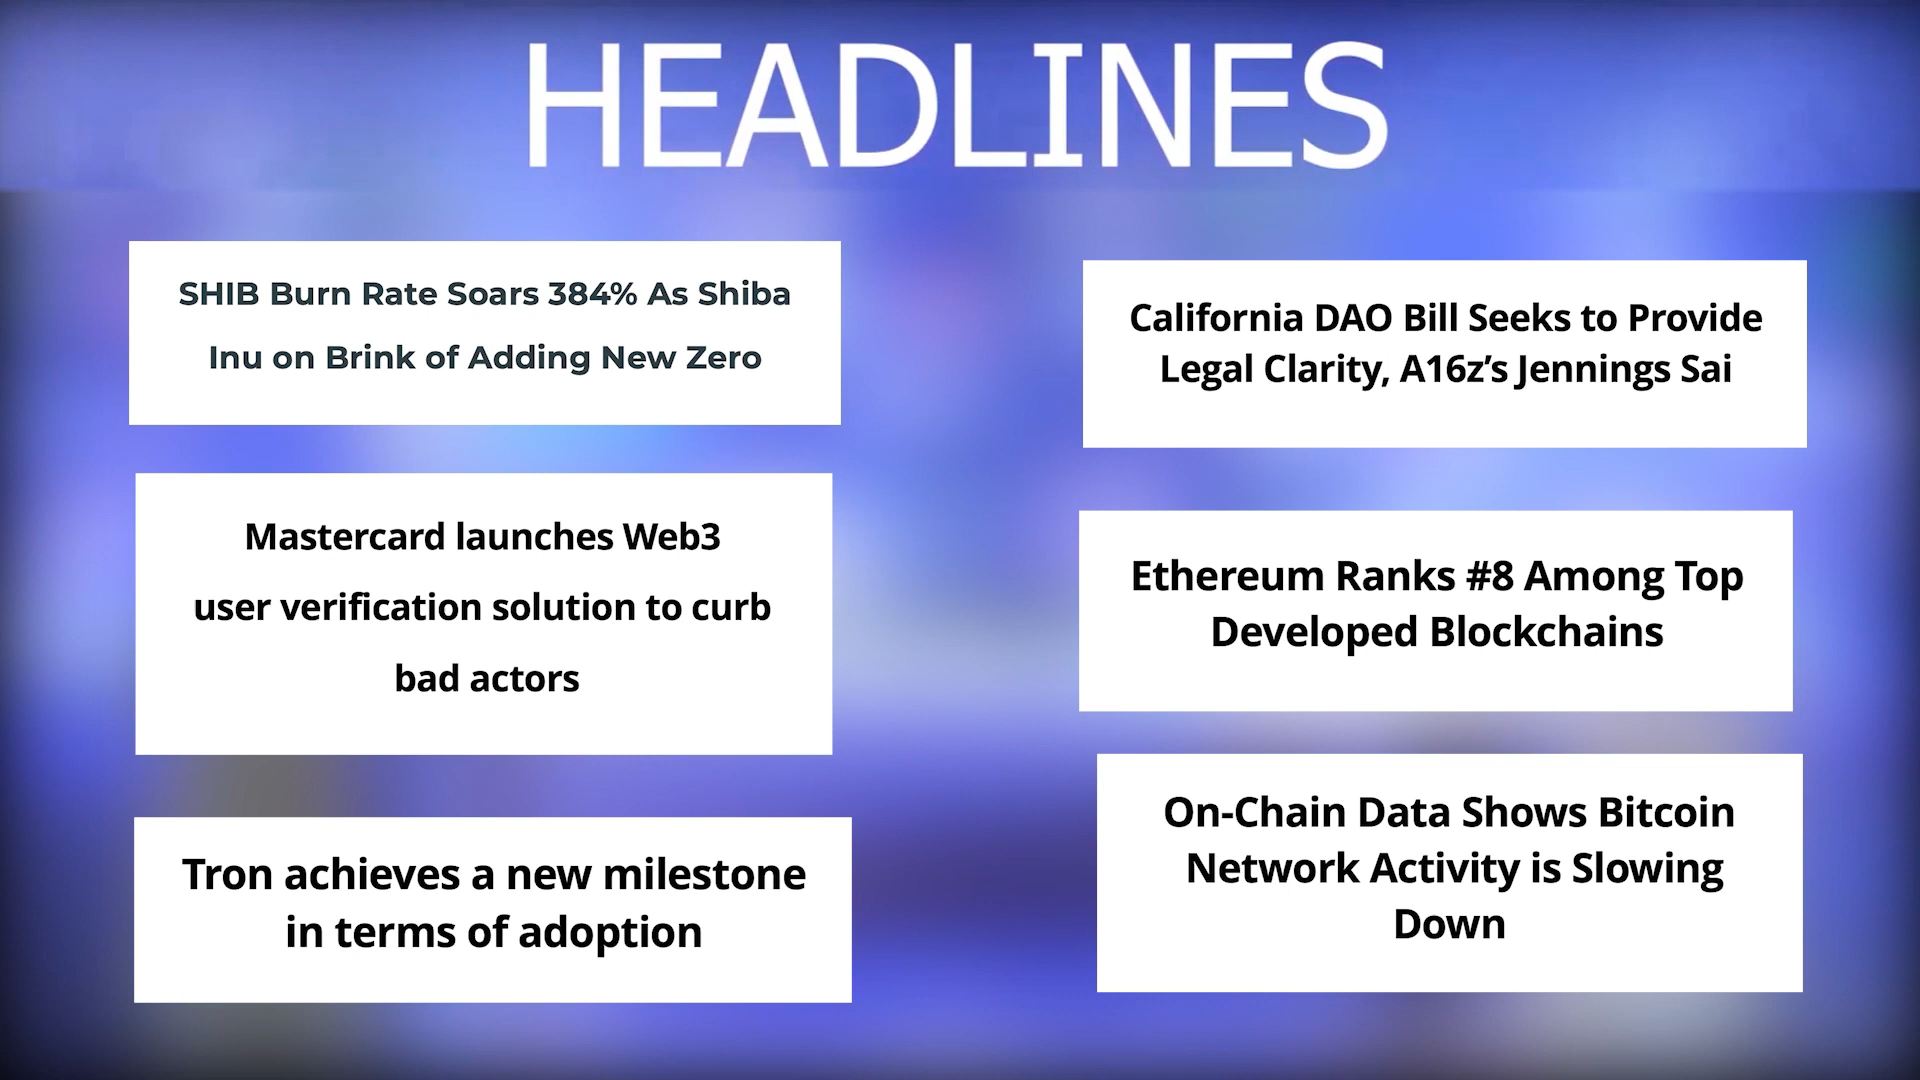 HEADLINES
SHIB Burn Rate Soars 384% As Shiba
Inu on Brink of Adding New Zero
Mastercard launches Web3
user verification solution to curb
bad actors
Tron achieves a new milestone
in terms of adoption
California DAO Bill Seeks to Provide
Legal Clarity, A16z’s Jennings Sai
Ethereum Ranks #8 Among Top
Developed Blockchains
On-Chain Data Shows Bitcoin
Network Activity is Slowing
Down